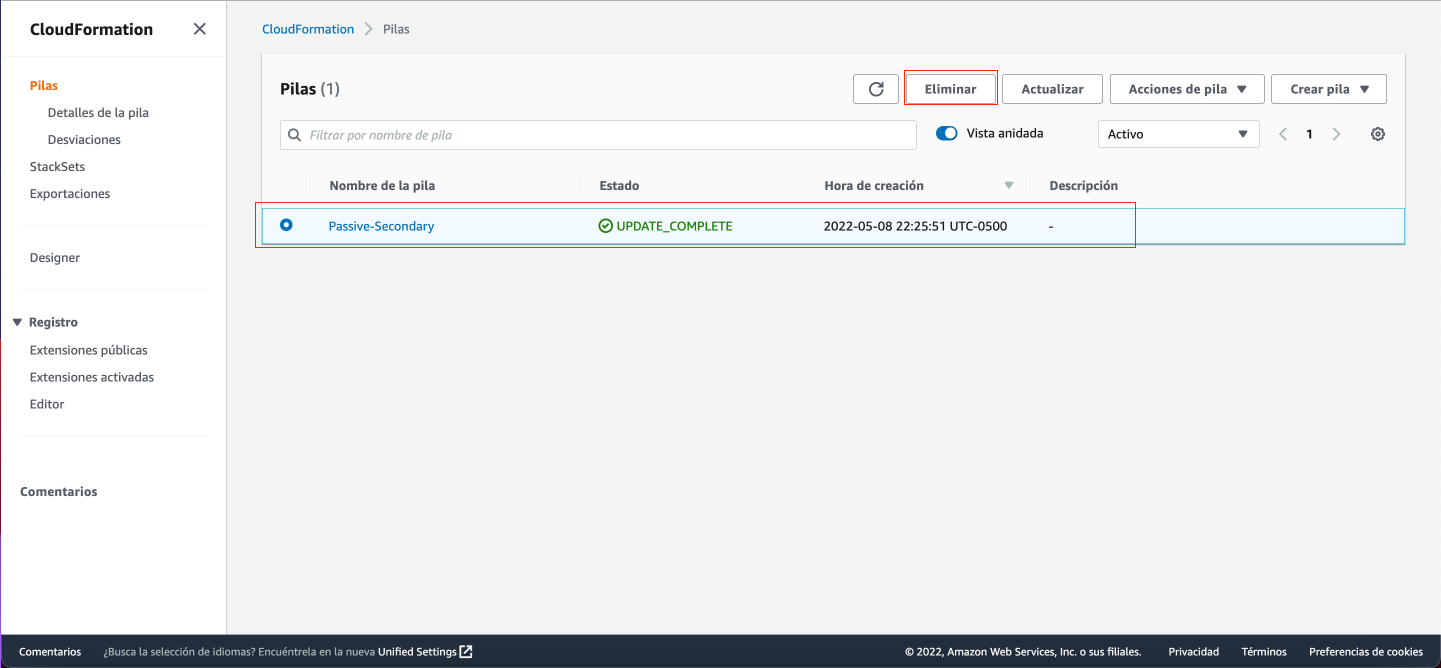 CloudFormation
Pilas
Detalles de la pila
Desviaciones
StackSets
Exportaciones
Designer
Registro
Extensiones públicas
Extensiones activadas
Editor
Comentarios
CloudFormation > Pilas
Pilas (1)
Eliminar
Actualizar
Acciones de pila
Crear pila
Filtrar por nombre de pila
Vista anidada
Activo
1
Nombre de la pila Estado Hora de creación Descripción
Passive-Secondary UPDATE_COMPLETE 2022-05-08 22:25:51 UTC-0500 -
Comentarios ¿Busca la selección de idiomas? Encuéntrela en la nueva Unified Settings © 2022, Amazon Web Services, Inc. o sus filiales. Privacidad Términos Preferencias de cookies